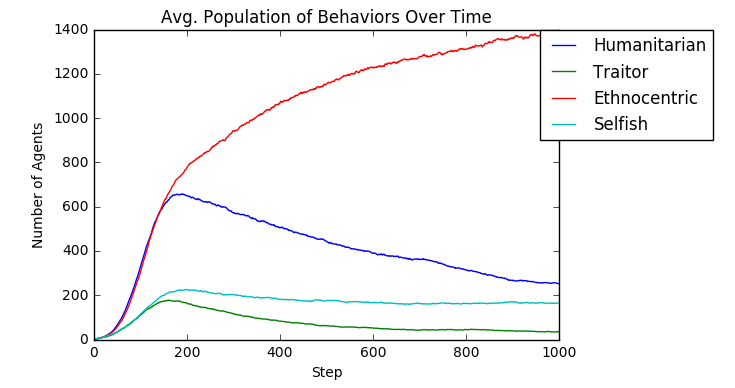 Avg. Population of Behaviors Over Time
1400
1200
1000
800
600
400
200
0
Number of Agents
0 200 400 600 800 1000
Step
Humanitarian
Traitor
Ethnocentric
Selfish